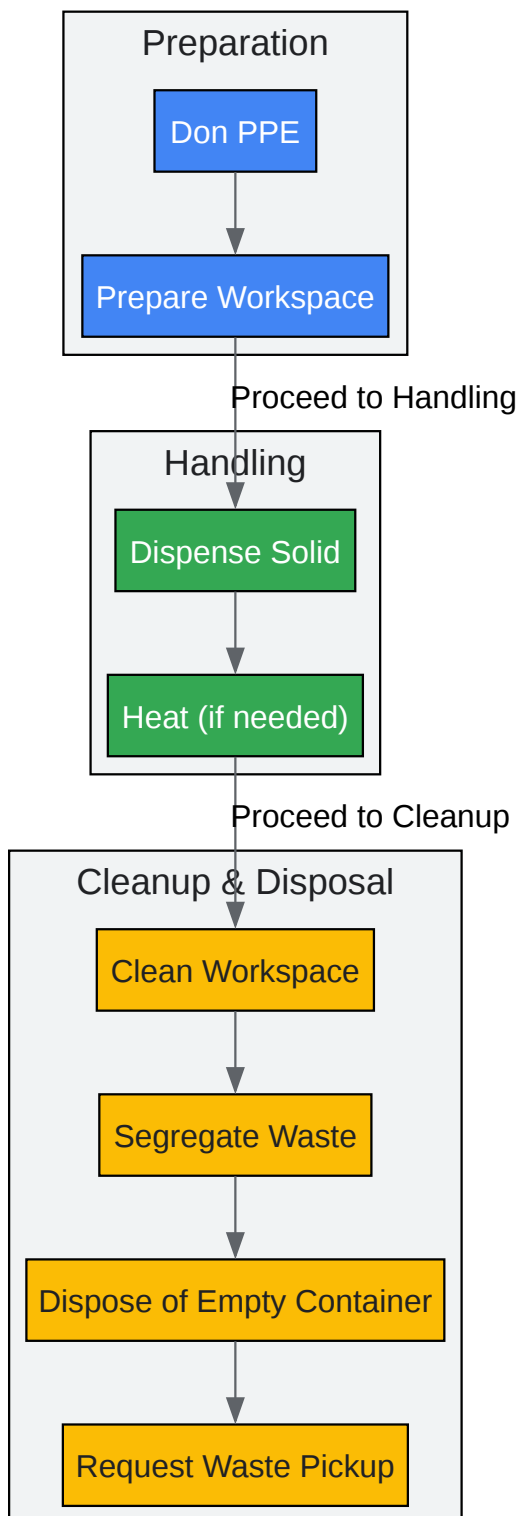 Preparation
Don PPE
Prepare Workspace
Proceed to Handling
Handling
Dispense Solid
Heat (if needed)
Proceed to Cleanup
Cleanup & Disposal
Clean Workspace
Segregate Waste
Dispose of Empty Container
Request Waste Pickup